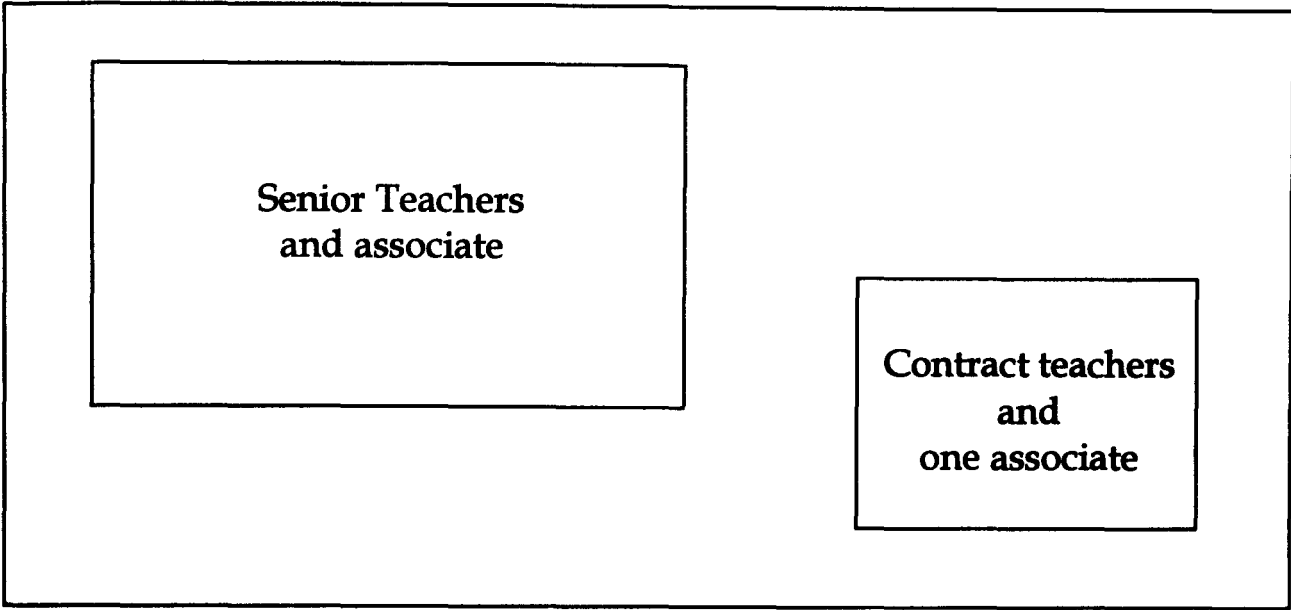 Senior Teachers
and associate
Contract teachers
and
one associate